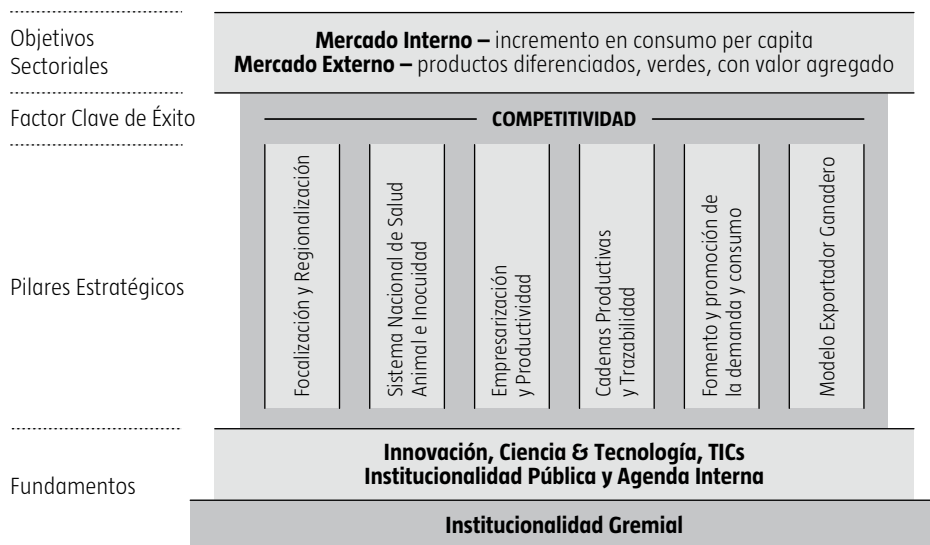 Objetivos
Sectoriales
Mercado Interno – incremento en consumo per capita
Mercado Externo – productos diferenciados, verdes, con valor agregado
Factor Clave de Éxito
COMPETITIVIDAD
Pilares Estratégicos
Focalización y Regionalización
Sistema Nacional de Salud
Animal e Inocuidad
Empresarización
y Productividad
Cadenas Productivas
y Trazabilidad
Fomento y promoción de
la demanda y consumo
Modelo Exportador Ganadero
Fundamentos
Innovación, Ciencia & Tecnología, TICs
Institucionalidad Pública y Agenda Interna
Institucionalidad Gremial